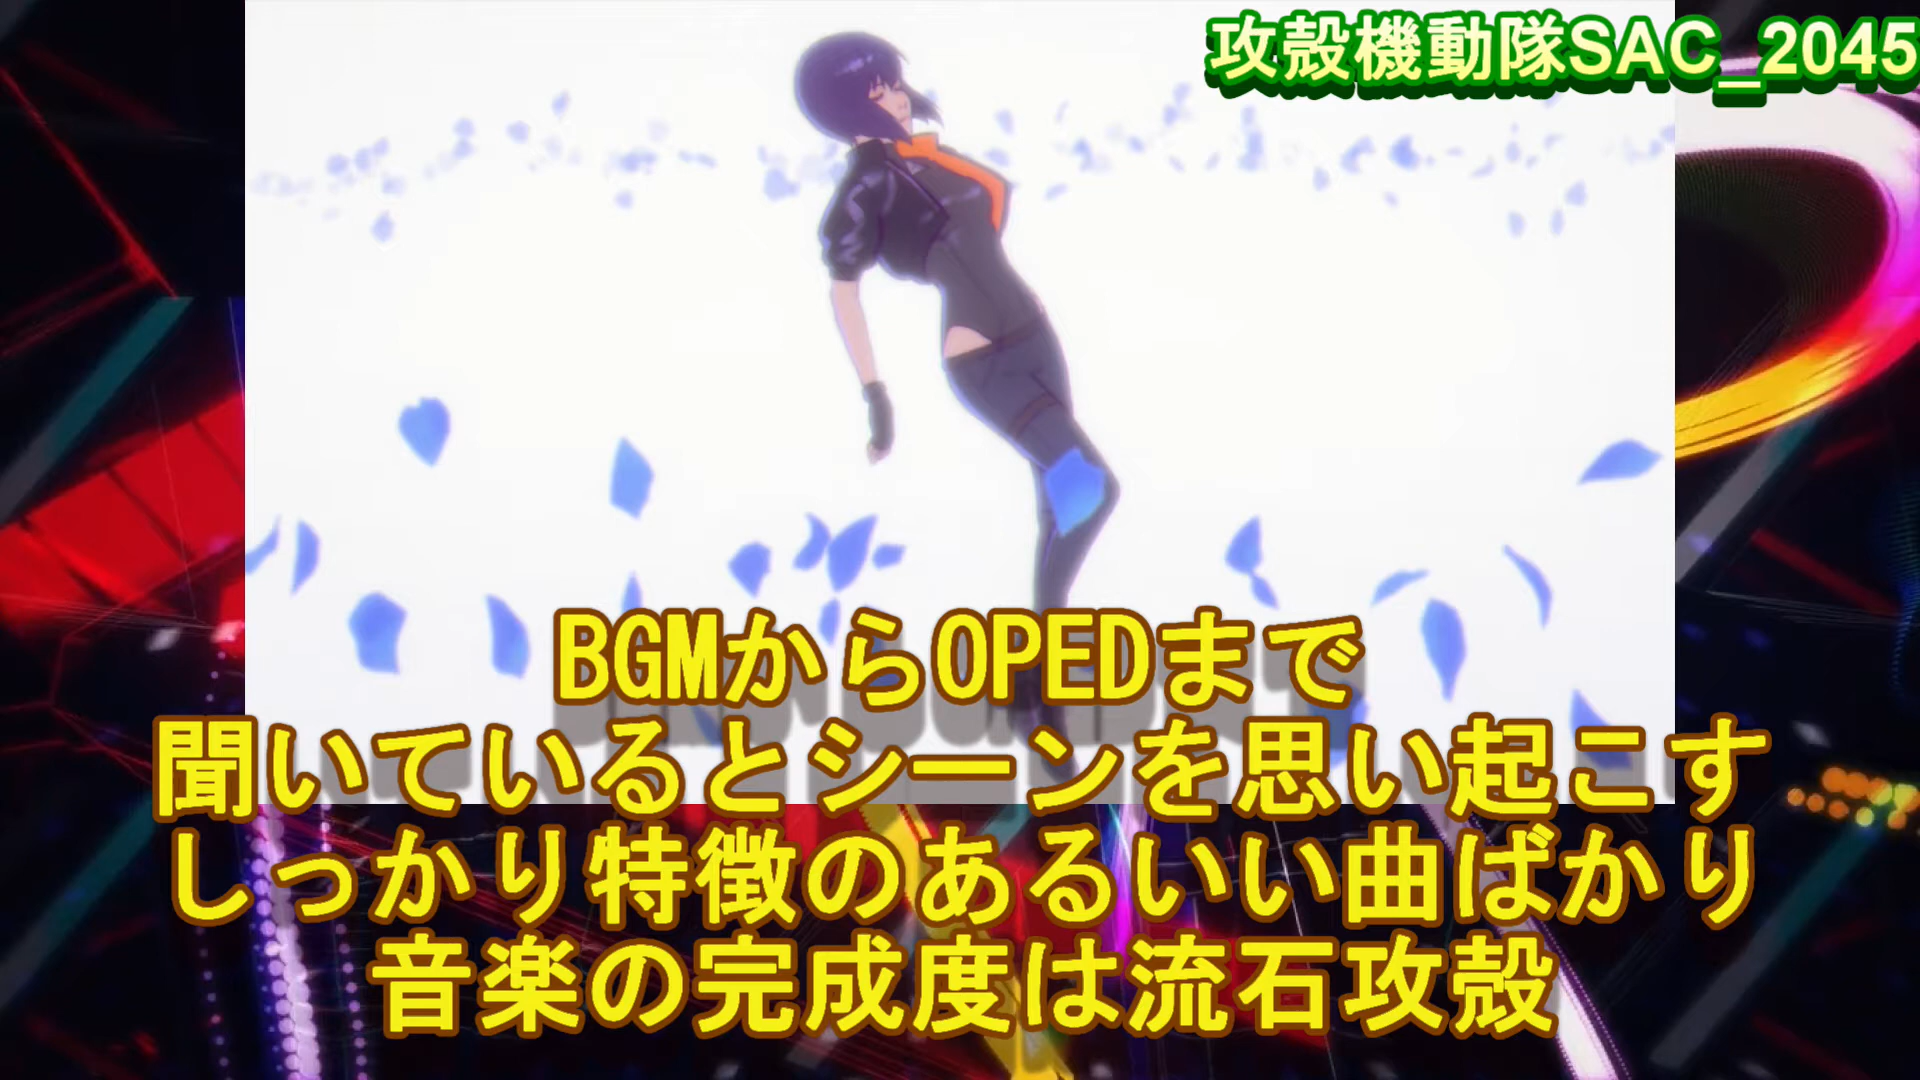 攻殻機動隊SAC_2045
BGMからOPEDまで
聞いているとシーンを思い起こす
しっかり特徴のあるいい曲ばかり
音楽の完成度は流石攻殻